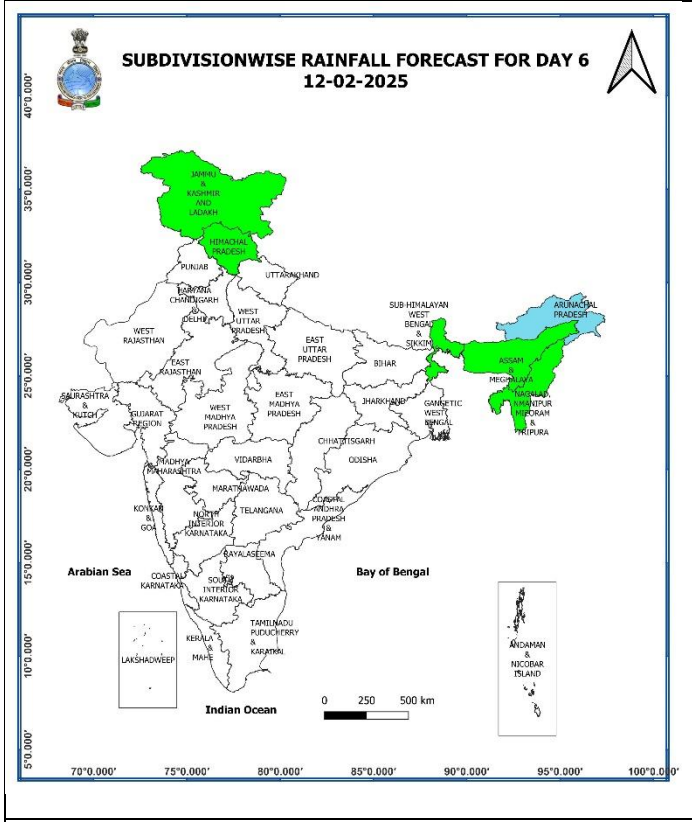 SUBDIVISIONWISE RAINFALL FORECAST FOR DAY 6
12-02-2025
40°0.000'
35°0.000'
30°0.000'
25°0.000'
20°0.000'
15°0.000'
10°0.000'
5°0.000'
JAMMU
&
KASHMIR
AND
LADAKH
HIMACHAL
PRADESH
PUNJAB
UTTARAKHAND
HARYANA
CHANDIGARH
&
DELHI
WEST
UTTAR
PRADESH
WEST
RAJASTHAN
EAST
RAJASTHAN
EAST
UTTAR
PRADESH
SUB-HIMALAYAN
WEST
BENGAL
&
SIKKIM
ARUNACHAL
PRADESH
BIHAR
ASSAM
&
MEGHALAYA
NAGALAD,
NMANIPUR
MIZORAM
&
TRIPURA
SAURASHTRA
&
KUTCH
GUJARAT
REGION
WEST
MADHYA
PRADESH
EAST
MADHYA
PRADESH
JHARKHAND
GANGETIC
WEST
BENGAL
CHHATTISGARH
ODISHA
MADHYA
MAHARASHTRA
VIDARBHA
MARATHAWADA
KONKAN
&
GOA
NORTH
INTERIOR
KARNATAKA
TELANGANA
COASTAL
ANDHRA
PRADESH
&
YANAM
RAYALASEEMA
Arabian Sea
Bay of Bengal
COASTAL
KARNATAKA
SOUTH
INTERIOR
KARNATAKA
LAKSHADWEEP
KERALA
&
MAHE
TAMILNADU
PUDUCHERRY
&
KARAIKAL
ANDAMAN
&
NICOBAR
ISLAND
Indian Ocean
0 250 500 km
70°0.000' 75°0.000' 80°0.000' 85°0.000' 90°0.000' 95°0.000' 100°0.000'